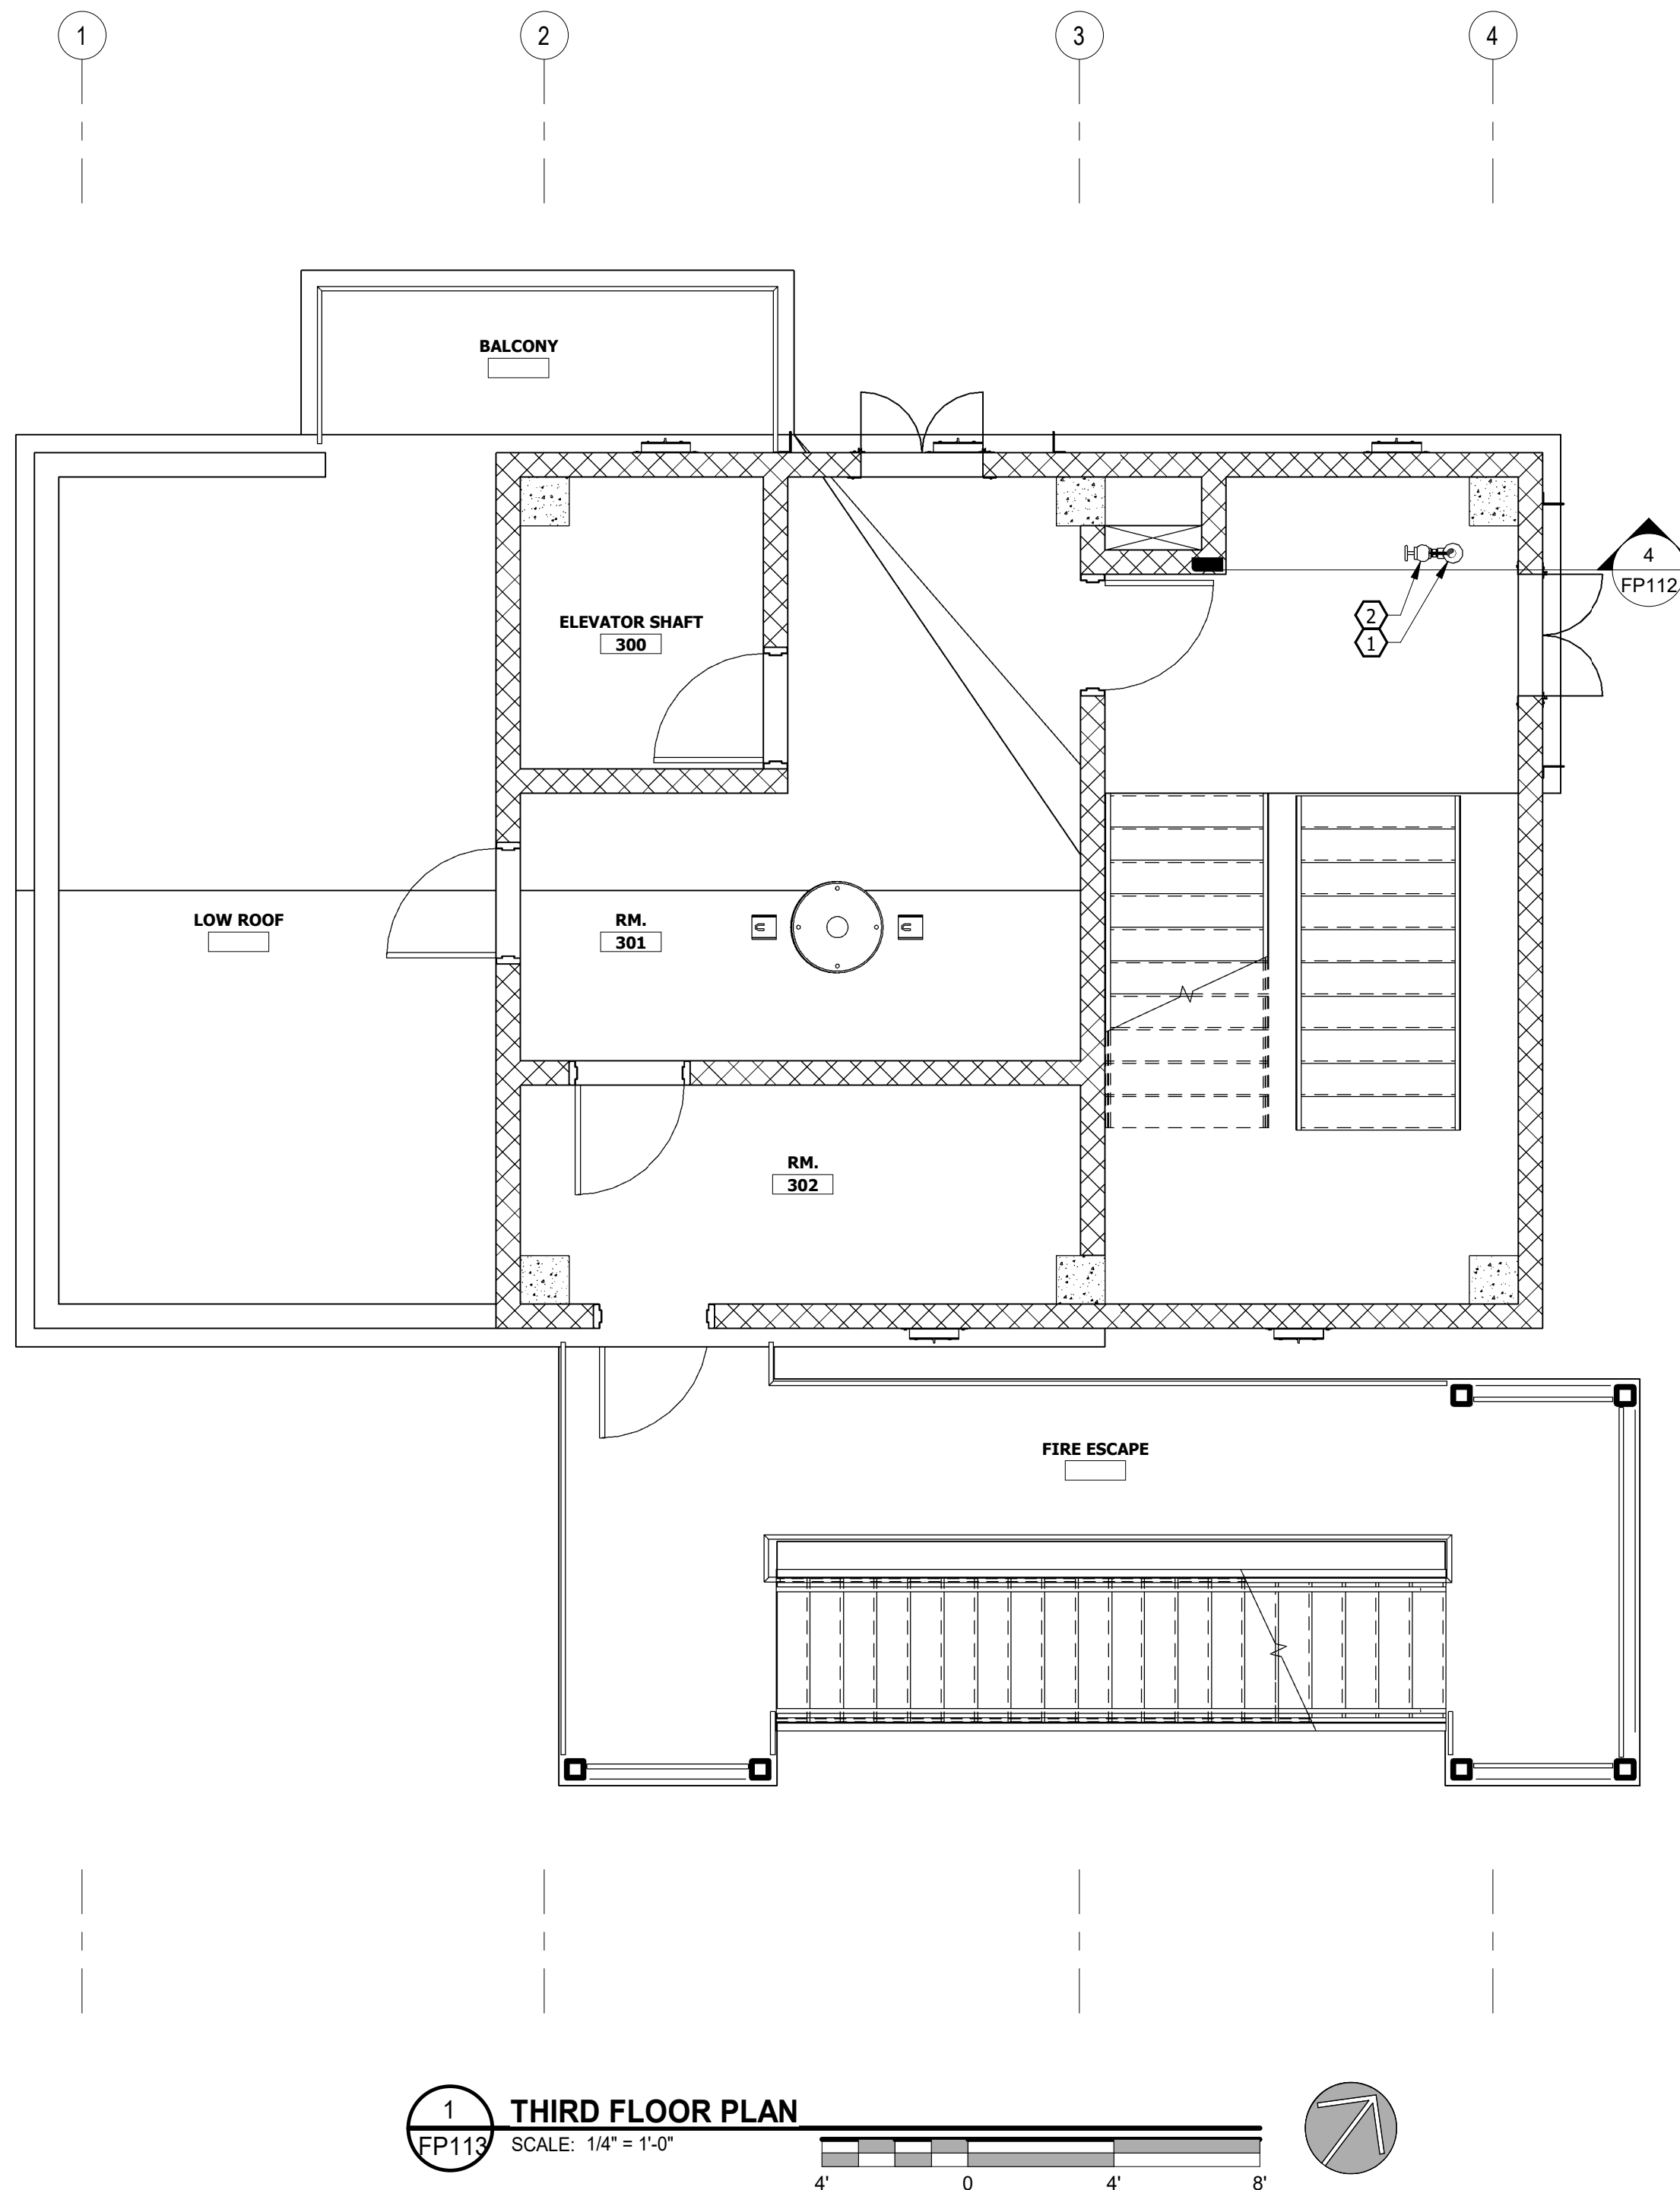 1 2 3 4
BALCONY
4
FP112
2
1
ELEVATOR SHAFT
300
LOW ROOF
RM.
301
RM.
302
FIRE ESCAPE
1
FP113
THIRD FLOOR PLAN
SCALE: 1/4" = 1'-0"
4' 0 4' 8'